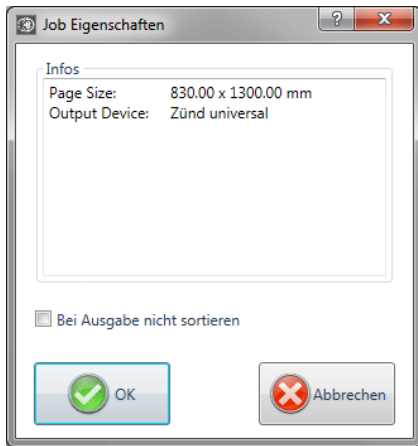 Job Eigenschaften
Infos
Page Size: 830.00 x 1300.00 mm
Output Device: Zünd universal
Bei Ausgabe nicht sortieren
OK Abbrechen